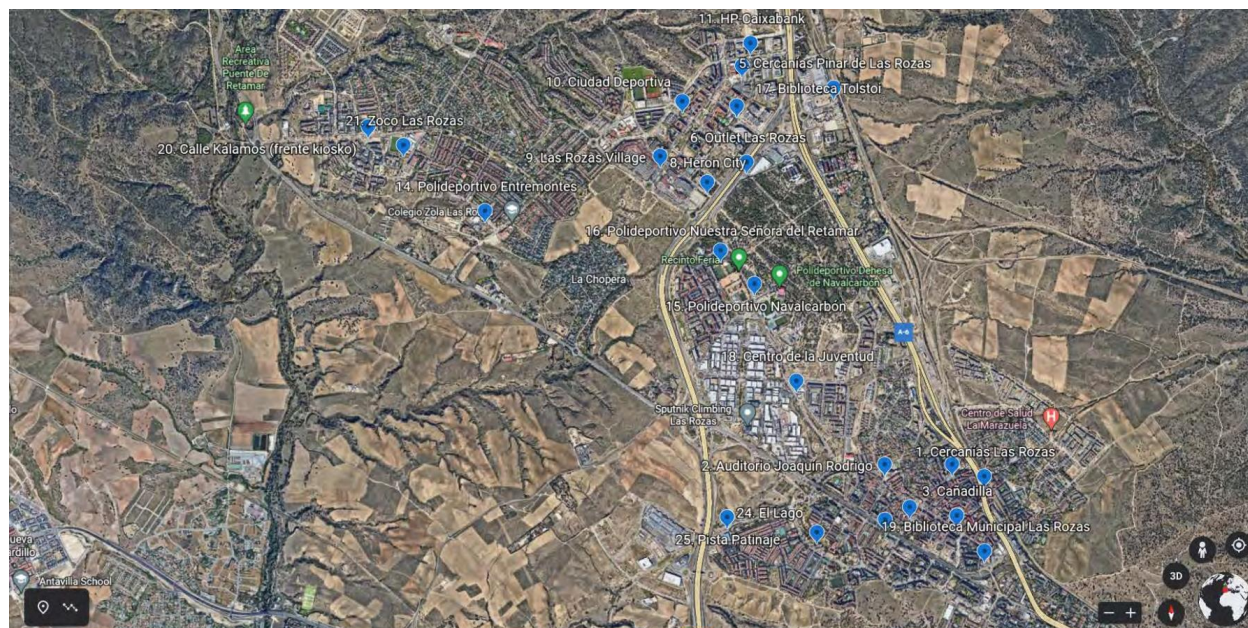 11. HP-Caixabank
Area
Recreativa
Puente De
Retamar
5. Cercanías Pinar de Las Rozas
10. Ciudad Deportiva
17. Biblioteca Tolstoi
21. Zoco Las Rozas
6. Outlet Las Rozas
20. Calle Kálamos (frente kiosko)
9. Las Rozas Village
8. Heron City
14. Polideportivo Entremontes
Colegio Zola Las Ro
16. Polideportivo Nuestra Señora del Retamar
Recinto Ferial
Polideportivo Dehesa
de Navalcarbón
La Chopera
15. Polideportivo Navalcarbón
A-6
18. Centro de la Juventud
Sputnik Climbing
Las Rozas
Centro de Salud
La Marazuela
H
1. Cercanías Las Rozas
2. Auditorio Joaquín Rodrigo
3. Cañadilla
24. El Lago
19. Biblioteca Municipal Las Rozas
25. Pista Patinaje
ueva
ardillo
Antavilla School
3D